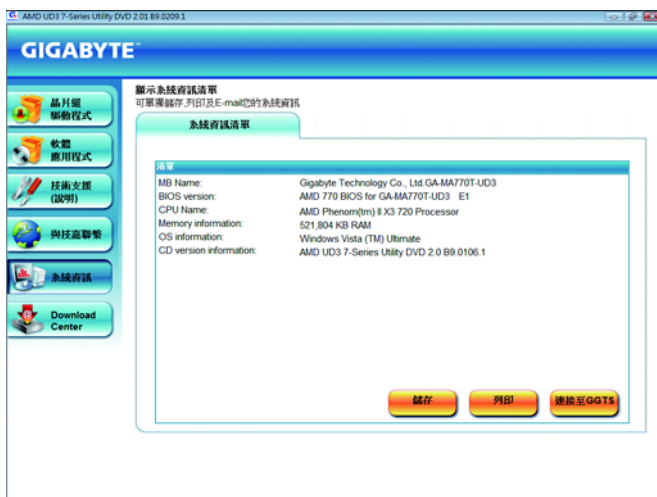 AMD UD3 7-Series Utility DVD 2.01 B9.0209.1
GIGABYTE™
晶片組
驅動程式
軟體
應用程式
技術支援
(說明)
與技嘉聯繫
系統資訊
Download
Center
顯示系統資訊清單
可單獨儲存,列印及E-mail您的系統資訊
系統資訊清單
清單
MB Name: Gigabyte Technology Co., Ltd.GA-MA770T-UD3
BIOS version: AMD 770 BIOS for GA-MA770T-UD3 E1
CPU Name: AMD Phenom(tm) II X3 720 Processor
Memory information: 521,804 KB RAM
OS information: Windows Vista (TM) Ultimate
CD version information: AMD UD3 7-Series Utility DVD 2.0 B9.0106.1
儲存 列印 連接至GGTS